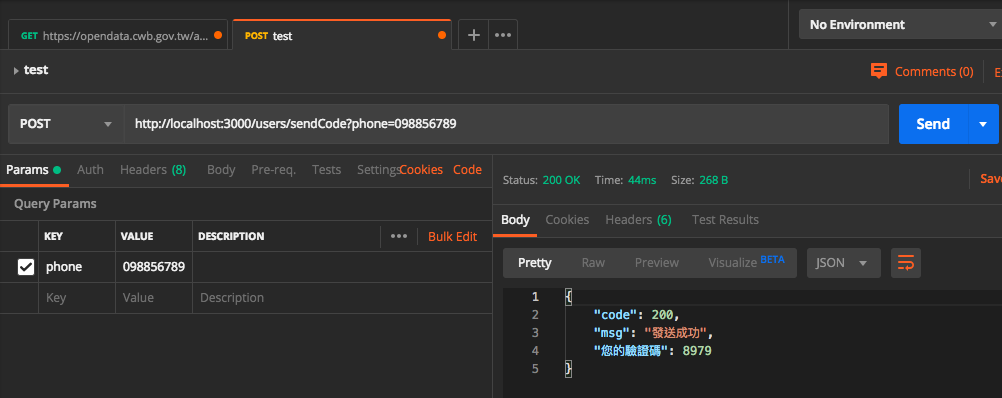 GET https://opendata.cwb.gov.tw/a... POST test + ••• No Environment
test Comments (0) E
POST http://localhost:3000/users/sendCode?phone=098856789 Send
Params Auth Headers (8) Body Pre-req. Tests Settings Cookies Code
Status: 200 OK Time: 44ms Size: 268 B Save
Query Params
Body Cookies Headers (6) Test Results
KEY VALUE DESCRIPTION ••• Bulk Edit
Pretty Raw Preview Visualize BETA JSON
phone 098856789
Key Value Description
1 {
2 "code": 200,
3 "msg": "發送成功",
4 "您的驗證碼": 8979
5 }